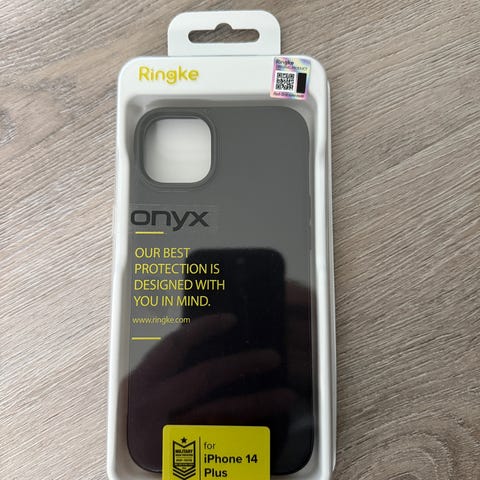 Ringke
Ringke
onyx
OUR BEST
PROTECTION IS
DESIGNED WITH
YOU IN MIND.
www.ringke.com
MILITARY
for
iPhone 14
Plus